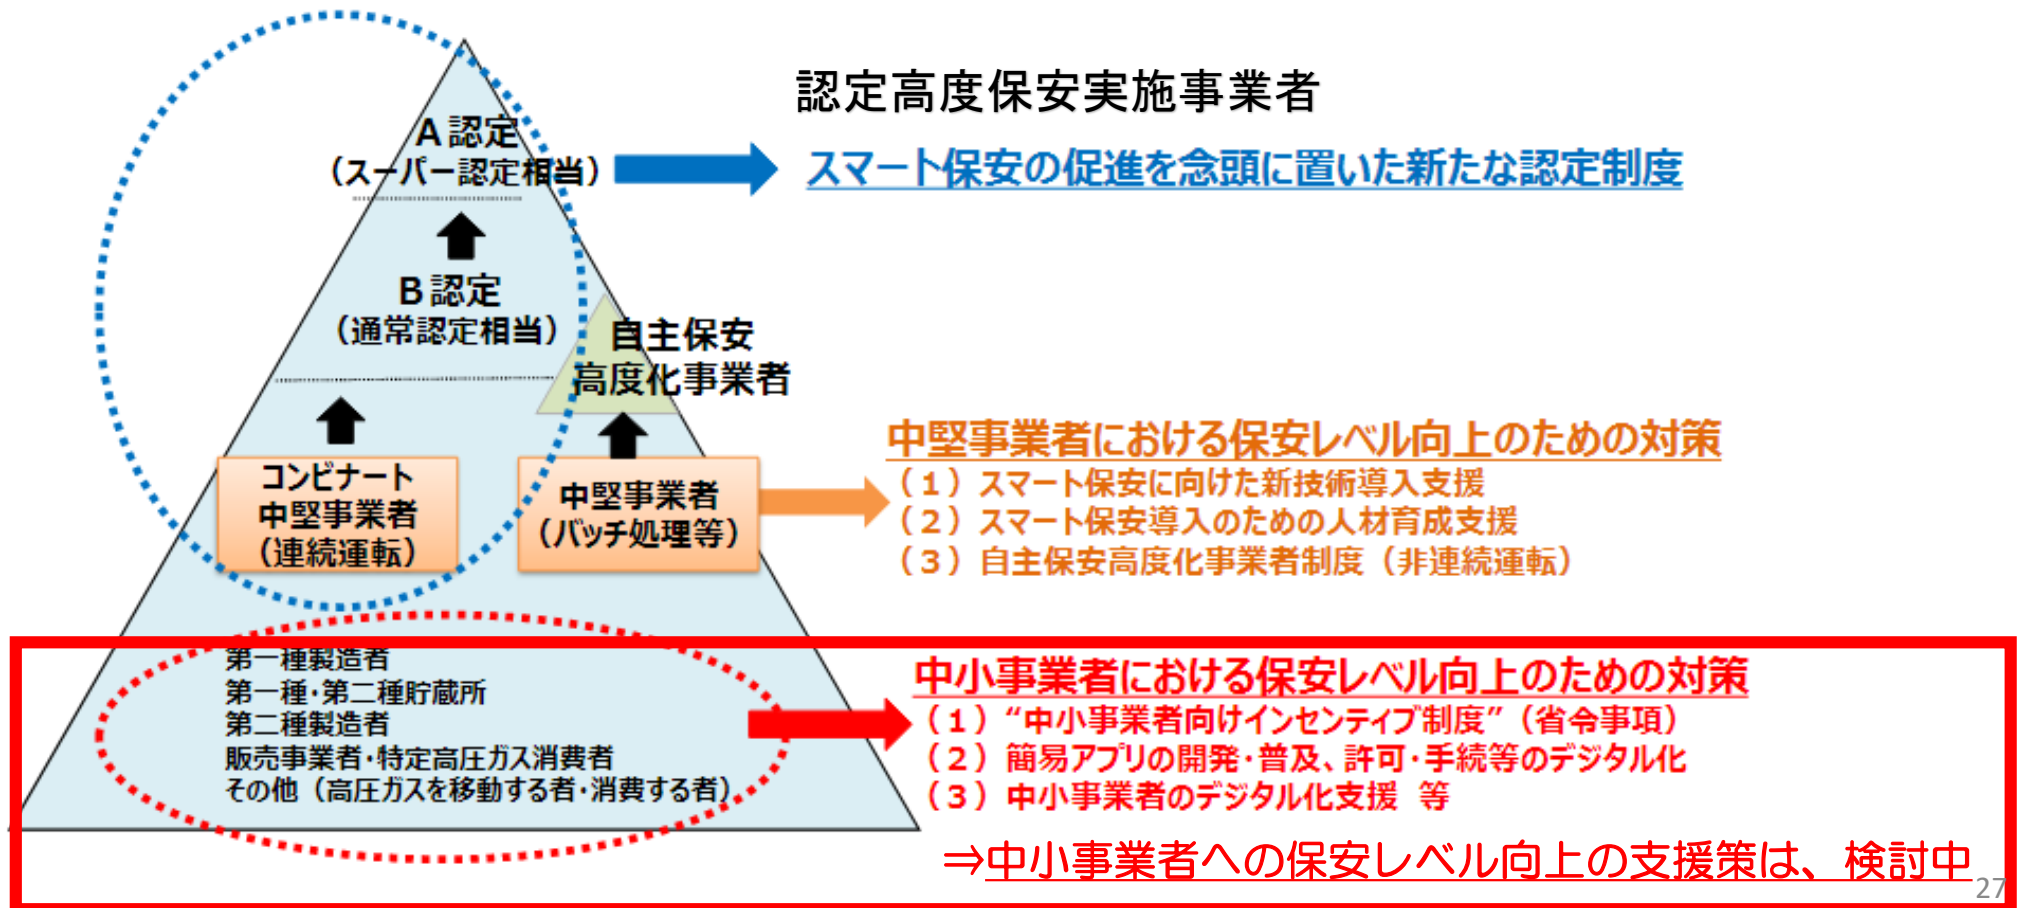 認定高度保安実施事業者
A認定
(スーパー認定相当)
スマート保安の促進を念頭に置いた新たな認定制度
B認定
(通常認定相当)
自主保安
高度化事業者
コンビナート
中堅事業者
(連続運転)
中堅事業者
(バッチ処理等)
中堅事業者における保安レベル向上のための対策
(1)スマート保安に向けた新技術導入支援
(2)スマート保安導入のための人材育成支援
(3)自主保安高度化事業者制度(非連続運転)
第一種製造者
第一種・第二種貯蔵所
第二種製造者
販売事業者・特定高圧ガス消費者
その他(高圧ガスを移動する者・消費する者)
中小事業者における保安レベル向上のための対策
(1)“中小事業者向けインセンティブ制度”(省令事項)
(2)簡易アプリの開発・普及、許可・手続等のデジタル化
(3)中小事業者のデジタル化支援 等
⇒中小事業者への保安レベル向上の支援策は、検討中
27